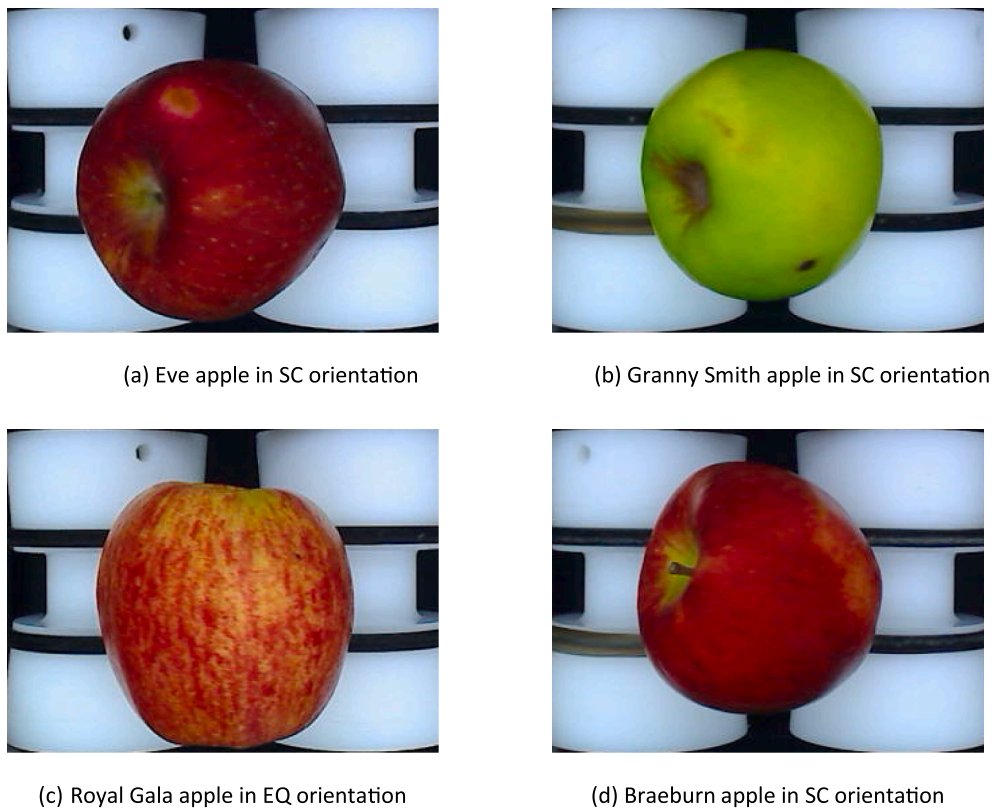 (a) Eve apple in SC orientation
(b) Granny Smith apple in SC orientation
(c) Royal Gala apple in EQ orientation
(d) Braeburn apple in SC orientation